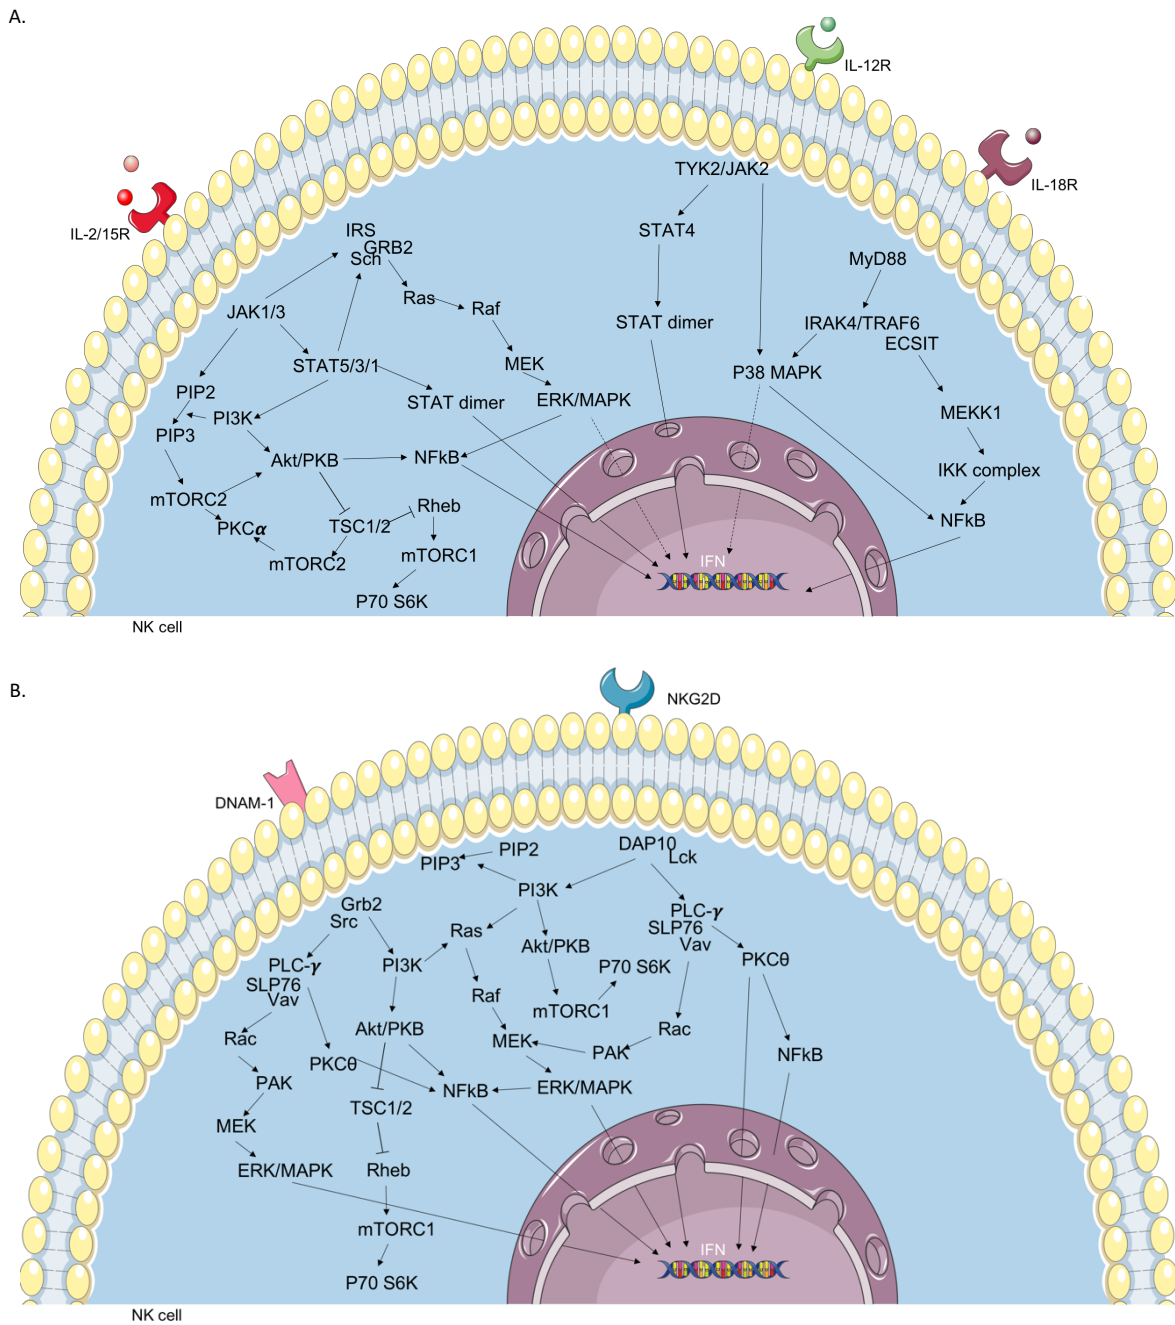 A.
IL-12R
IL-18R
IL-2/15R
TYK2/JAK2
STAT4
STAT dimer
P38 MAPK
MyD88
IRAK4/TRAF6
ECSIT
MEKK1
IKK complex
NFkB
IRS
GRB2
Sch
Ras
Raf
MEK
ERK/MAPK
JAK1/3
STAT5/3/1
STAT dimer
PIP2
PI3K
PIP3
Akt/PKB
NFkB
mTORC2
PKCα
TSC1/2
Rheb
mTORC2
mTORC1
P70 S6K
IFN
NK cell
B.
NKG2D
DNAM-1
DAP10
Lck
PIP2
PIP3
PI3K
Ras
Akt/PKB
P70 S6K
mTORC1
Raf
MEK
PAK
Rac
ERK/MAPK
PLC-γ
SLP76
Vav
PKCθ
NFkB
Grb2
Src
PI3K
PLC-γ
SLP76
Vav
Rac
PAK
MEK
ERK/MAPK
PKCθ
Akt/PKB
NFkB
TSC1/2
Rheb
mTORC1
P70 S6K
IFN
NK cell